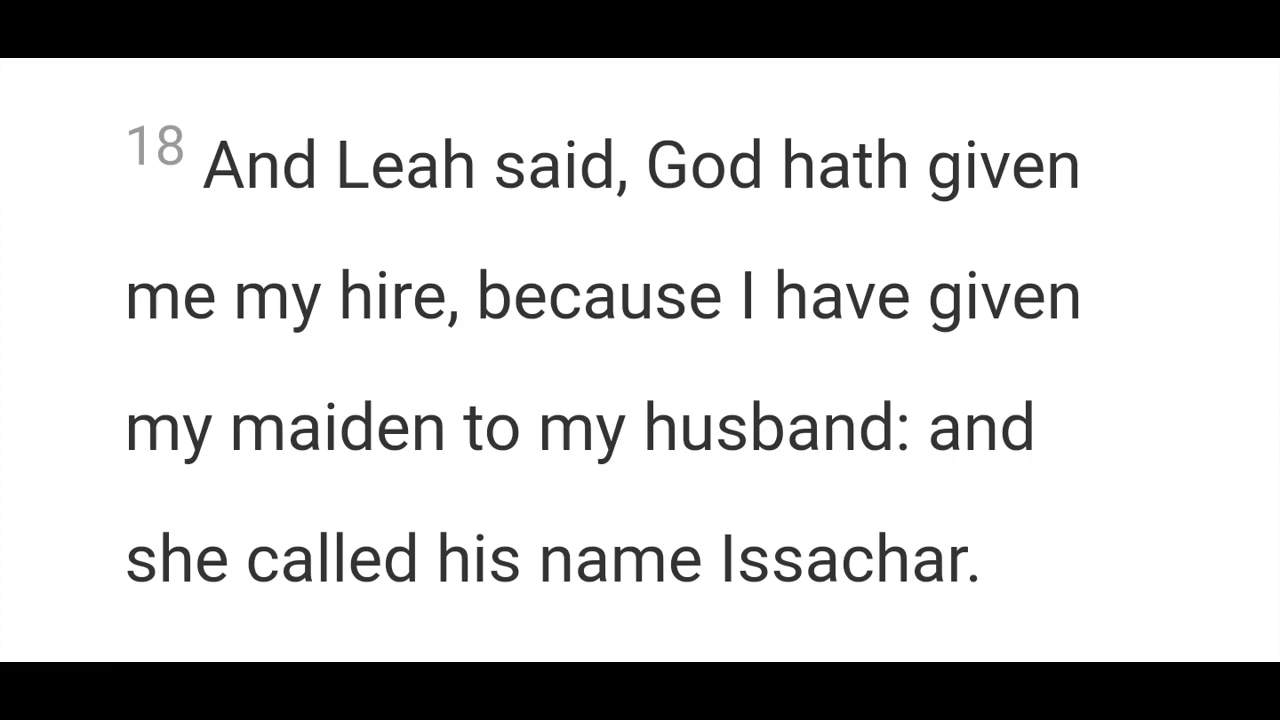 18 And Leah said, God hath given
me my hire, because I have given
my maiden to my husband: and
she called his name Issachar.